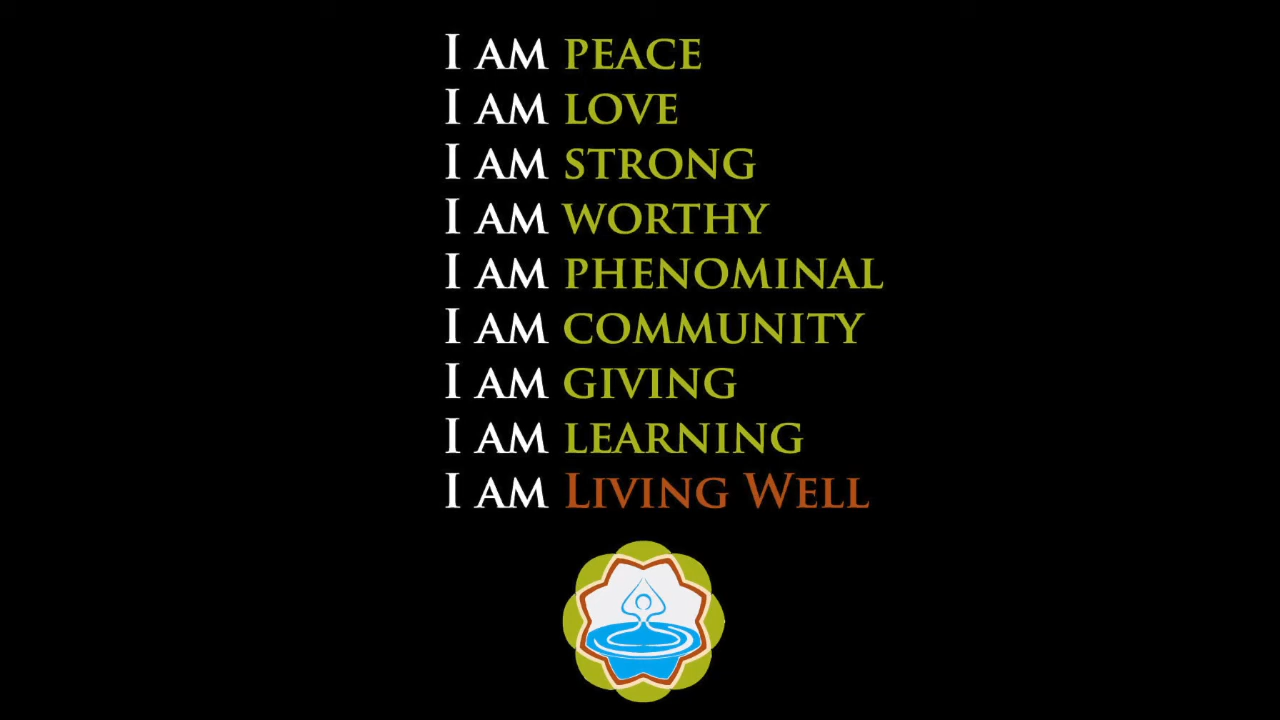 I AM PEACE
I AM LOVE
I AM STRONG
I AM WORTHY
I AM PHENOMINAL
I AM COMMUNITY
I AM GIVING
I AM LEARNING
I AM LIVING WELL